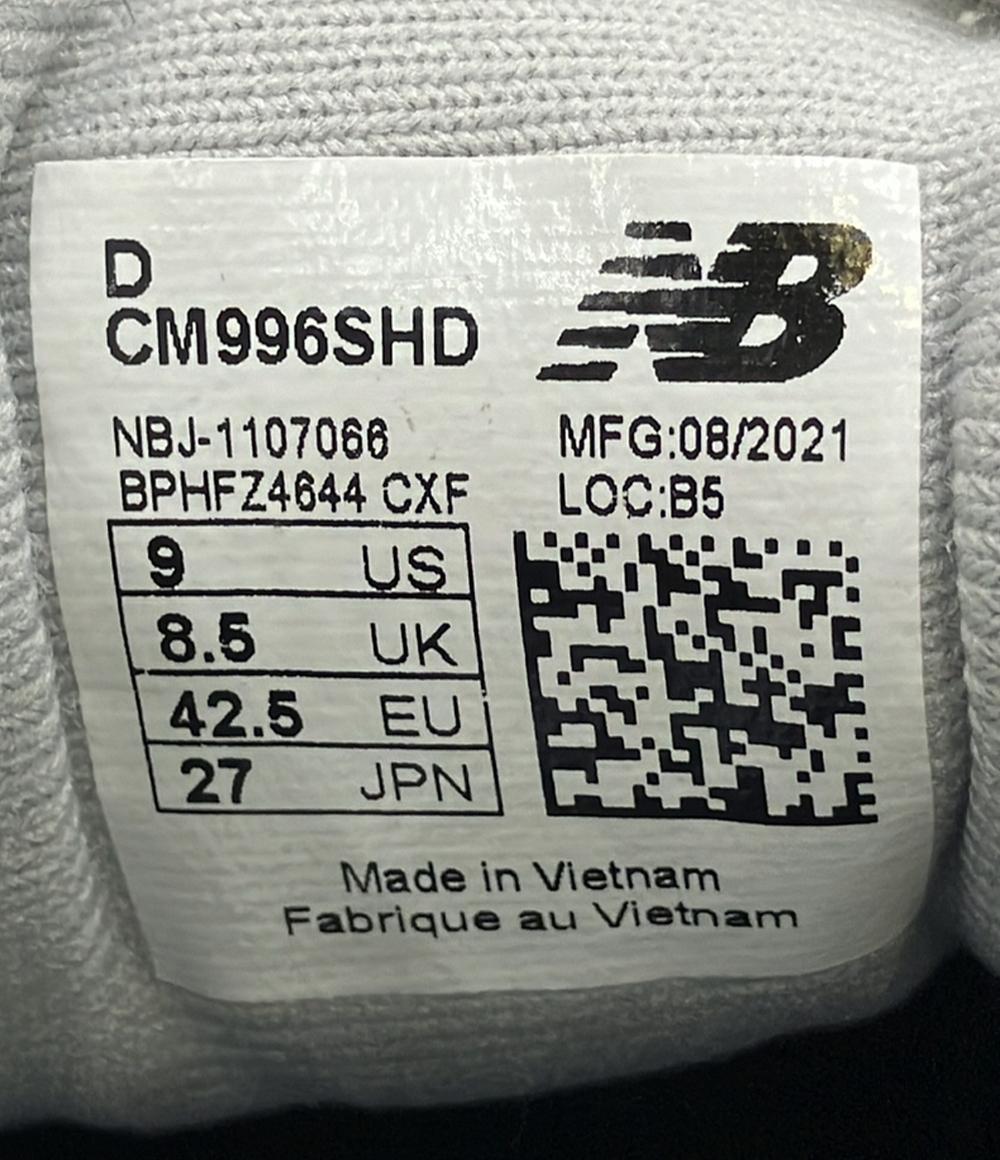 D
CM996SHD
NB
NBJ-1107066
BPHFZ4644 CXF
MFG:08/2021
LOC:B5
9 US
8.5 UK
42.5 EU
27 JPN
Made in Vietnam
Fabrique au Vietnam